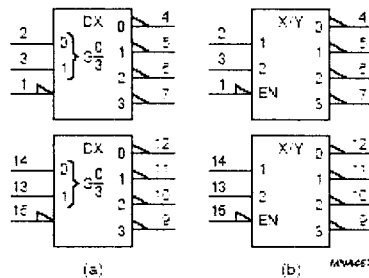 DX 0 4 X/Y 0 4
2 0 1 5 2 1 1 5
3 1 G 0/3 2 6 3 2 2 6
1 3 7 1 EN 3 7
DX 0 12 X/Y 0 12
14 0 1 11 14 1 1 11
13 1 G 0/3 2 10 13 2 2 10
15 3 9 15 EN 3 9
(a) (b)